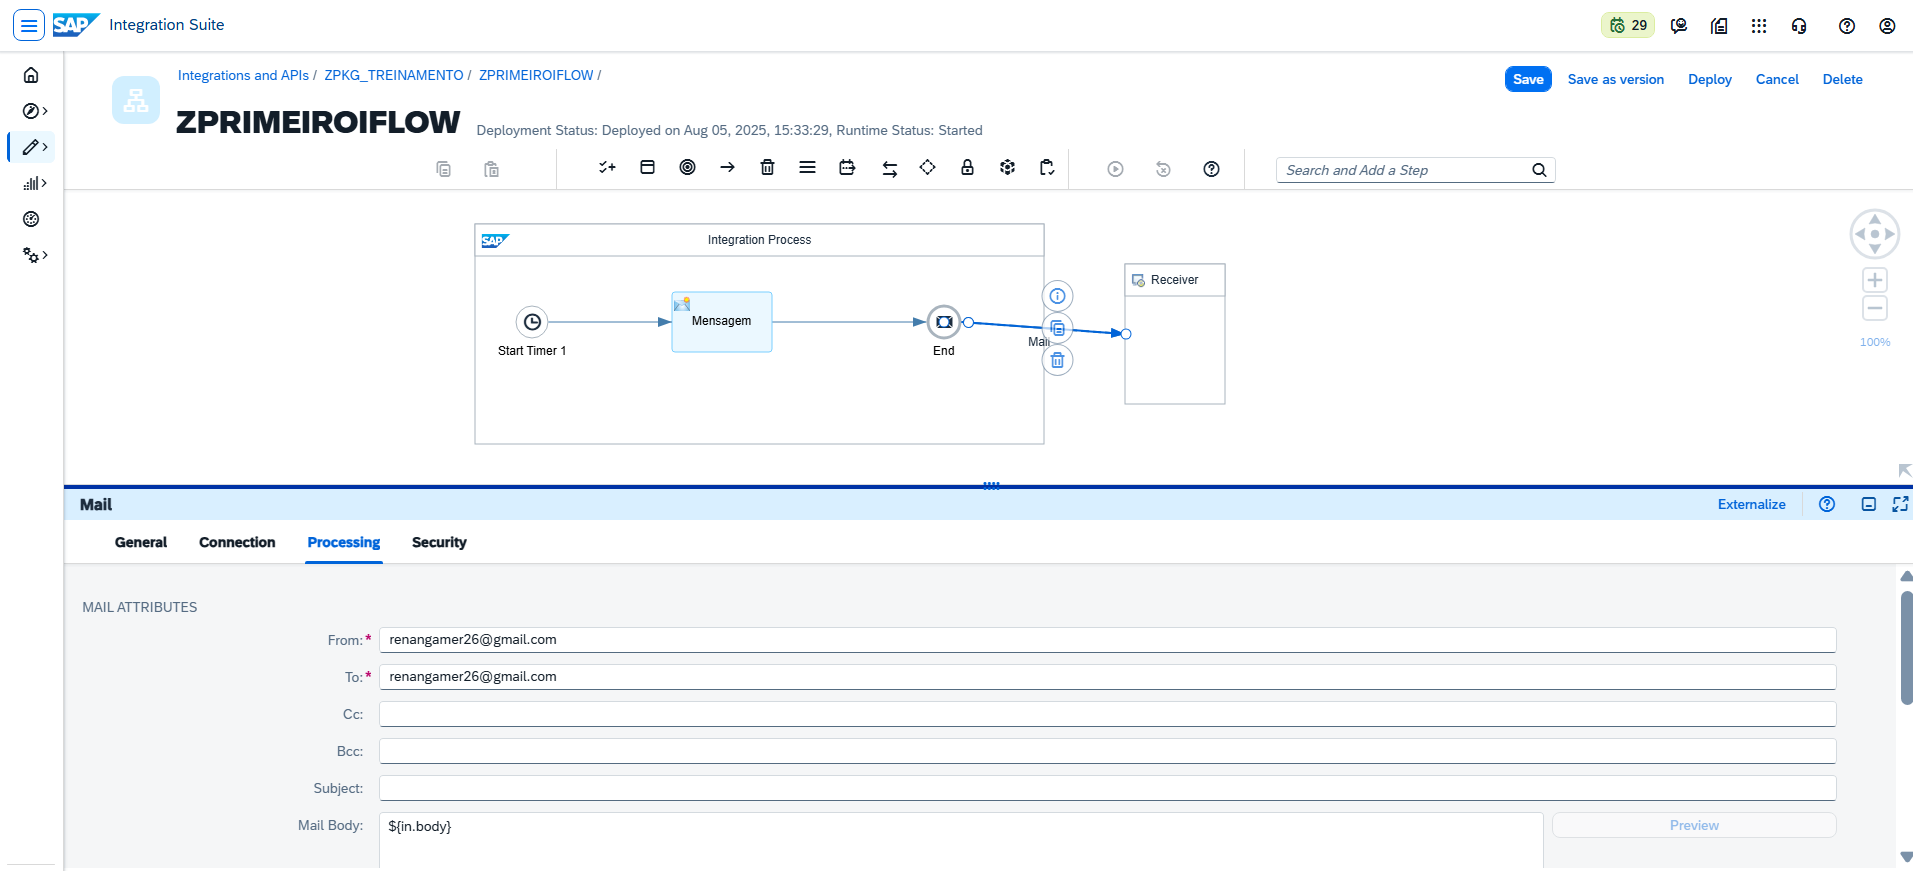 SAP Integration Suite
29
Integrations and APIs / ZPKG_TREINAMENTO / ZPRIMEIROIFLOW /
Save Save as version Deploy Cancel Delete
ZPRIMEIROIFLOW Deployment Status: Deployed on Aug 05, 2025, 15:33:29, Runtime Status: Started
Search and Add a Step
SAP Integration Process
Receiver
Mensagem
Start Timer 1
End
Mail
100%
Mail
Externalize
General Connection Processing Security
MAIL ATTRIBUTES
From:* renangamer26@gmail.com
To:* renangamer26@gmail.com
Cc:
Bcc:
Subject:
Mail Body: ${in.body}
Preview